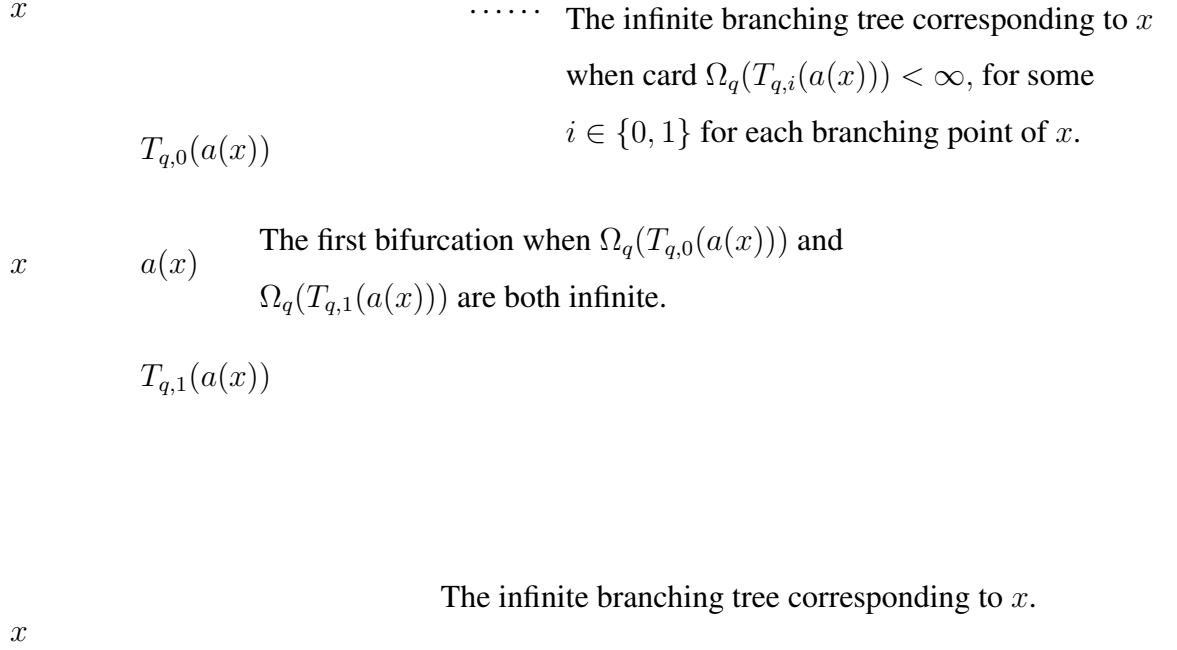 x ...... The infinite branching tree corresponding to x
when card Ω_q(T_{q,i}(a(x))) < ∞, for some
i ∈ {0, 1} for each branching point of x.
T_{q,0}(a(x))
The first bifurcation when Ω_q(T_{q,0}(a(x))) and
x a(x)
Ω_q(T_{q,1}(a(x))) are both infinite.
T_{q,1}(a(x))
The infinite branching tree corresponding to x.
x